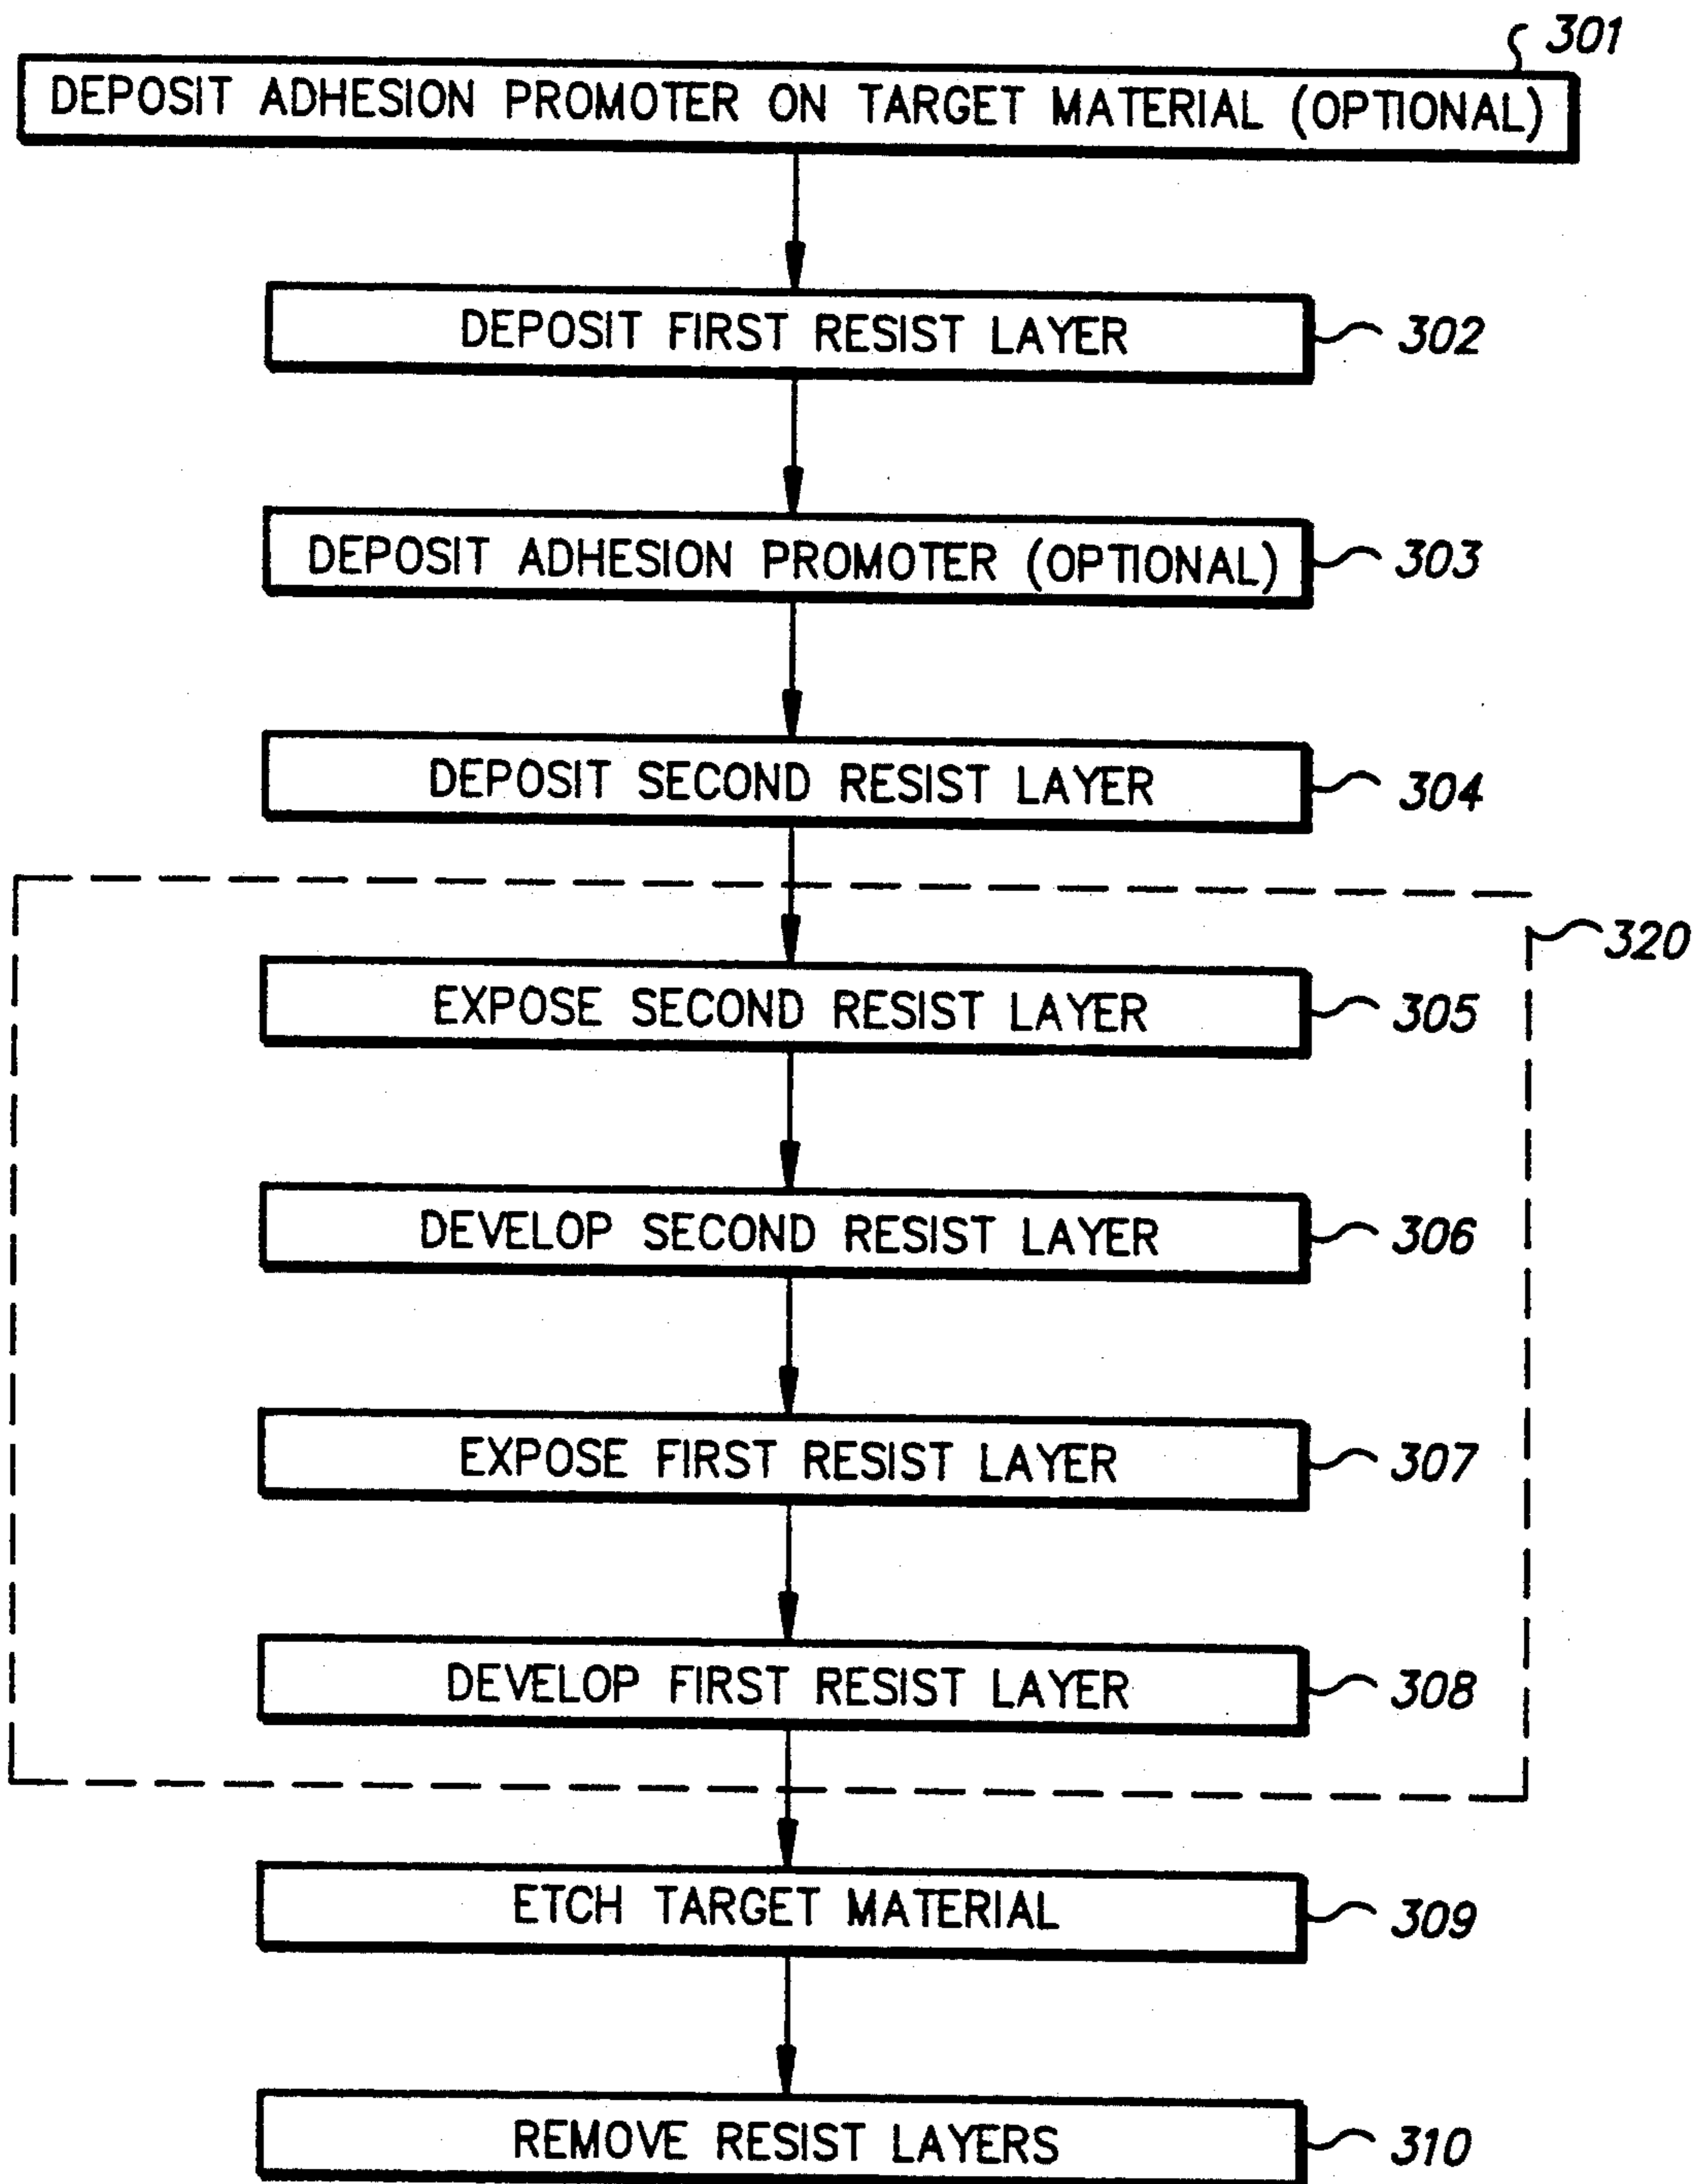 301
DEPOSIT ADHESION PROMOTER ON TARGET MATERIAL (OPTIONAL)
DEPOSIT FIRST RESIST LAYER 302
DEPOSIT ADHESION PROMOTER (OPTIONAL) 303
DEPOSIT SECOND RESIST LAYER 304
320
EXPOSE SECOND RESIST LAYER 305
DEVELOP SECOND RESIST LAYER 306
EXPOSE FIRST RESIST LAYER 307
DEVELOP FIRST RESIST LAYER 308
ETCH TARGET MATERIAL 309
REMOVE RESIST LAYERS 310